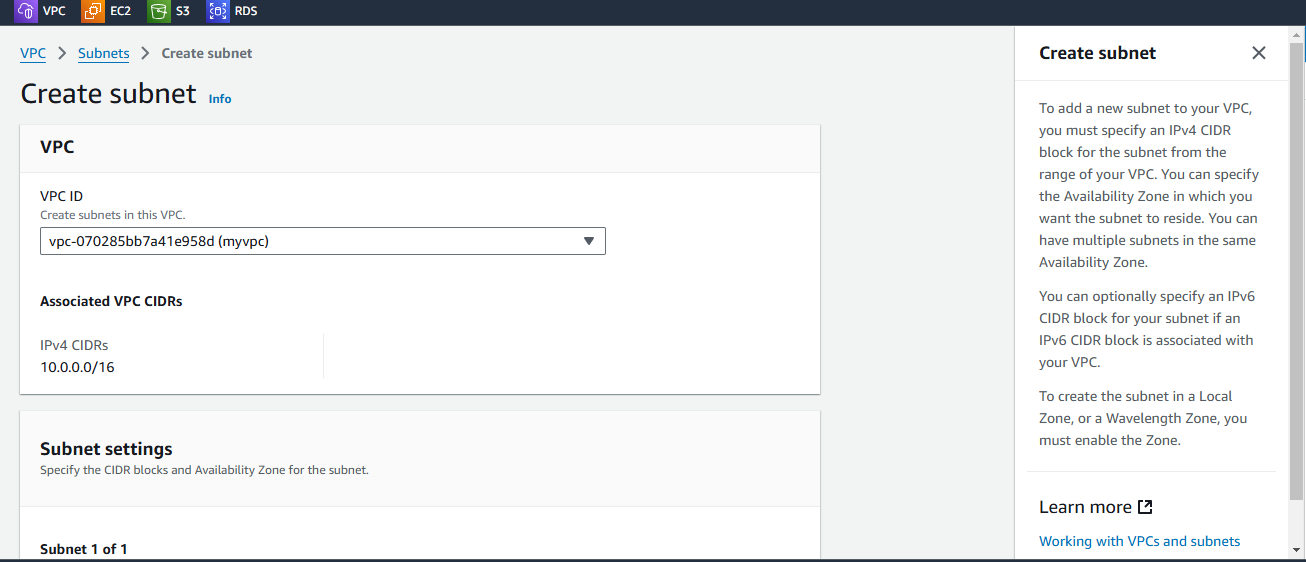 VPC EC2 S3 RDS
VPC > Subnets > Create subnet
Create subnet Info
VPC
VPC ID
Create subnets in this VPC.
vpc-070285bb7a41e958d (myvpc)
Associated VPC CIDRs
IPv4 CIDRs
10.0.0.0/16
Subnet settings
Specify the CIDR blocks and Availability Zone for the subnet.
Subnet 1 of 1
Create subnet
To add a new subnet to your VPC,
you must specify an IPv4 CIDR
block for the subnet from the
range of your VPC. You can specify
the Availability Zone in which you
want the subnet to reside. You can
have multiple subnets in the same
Availability Zone.
You can optionally specify an IPv6
CIDR block for your subnet if an
IPv6 CIDR block is associated with
your VPC.
To create the subnet in a Local
Zone, or a Wavelength Zone, you
must enable the Zone.
Learn more
Working with VPCs and subnets